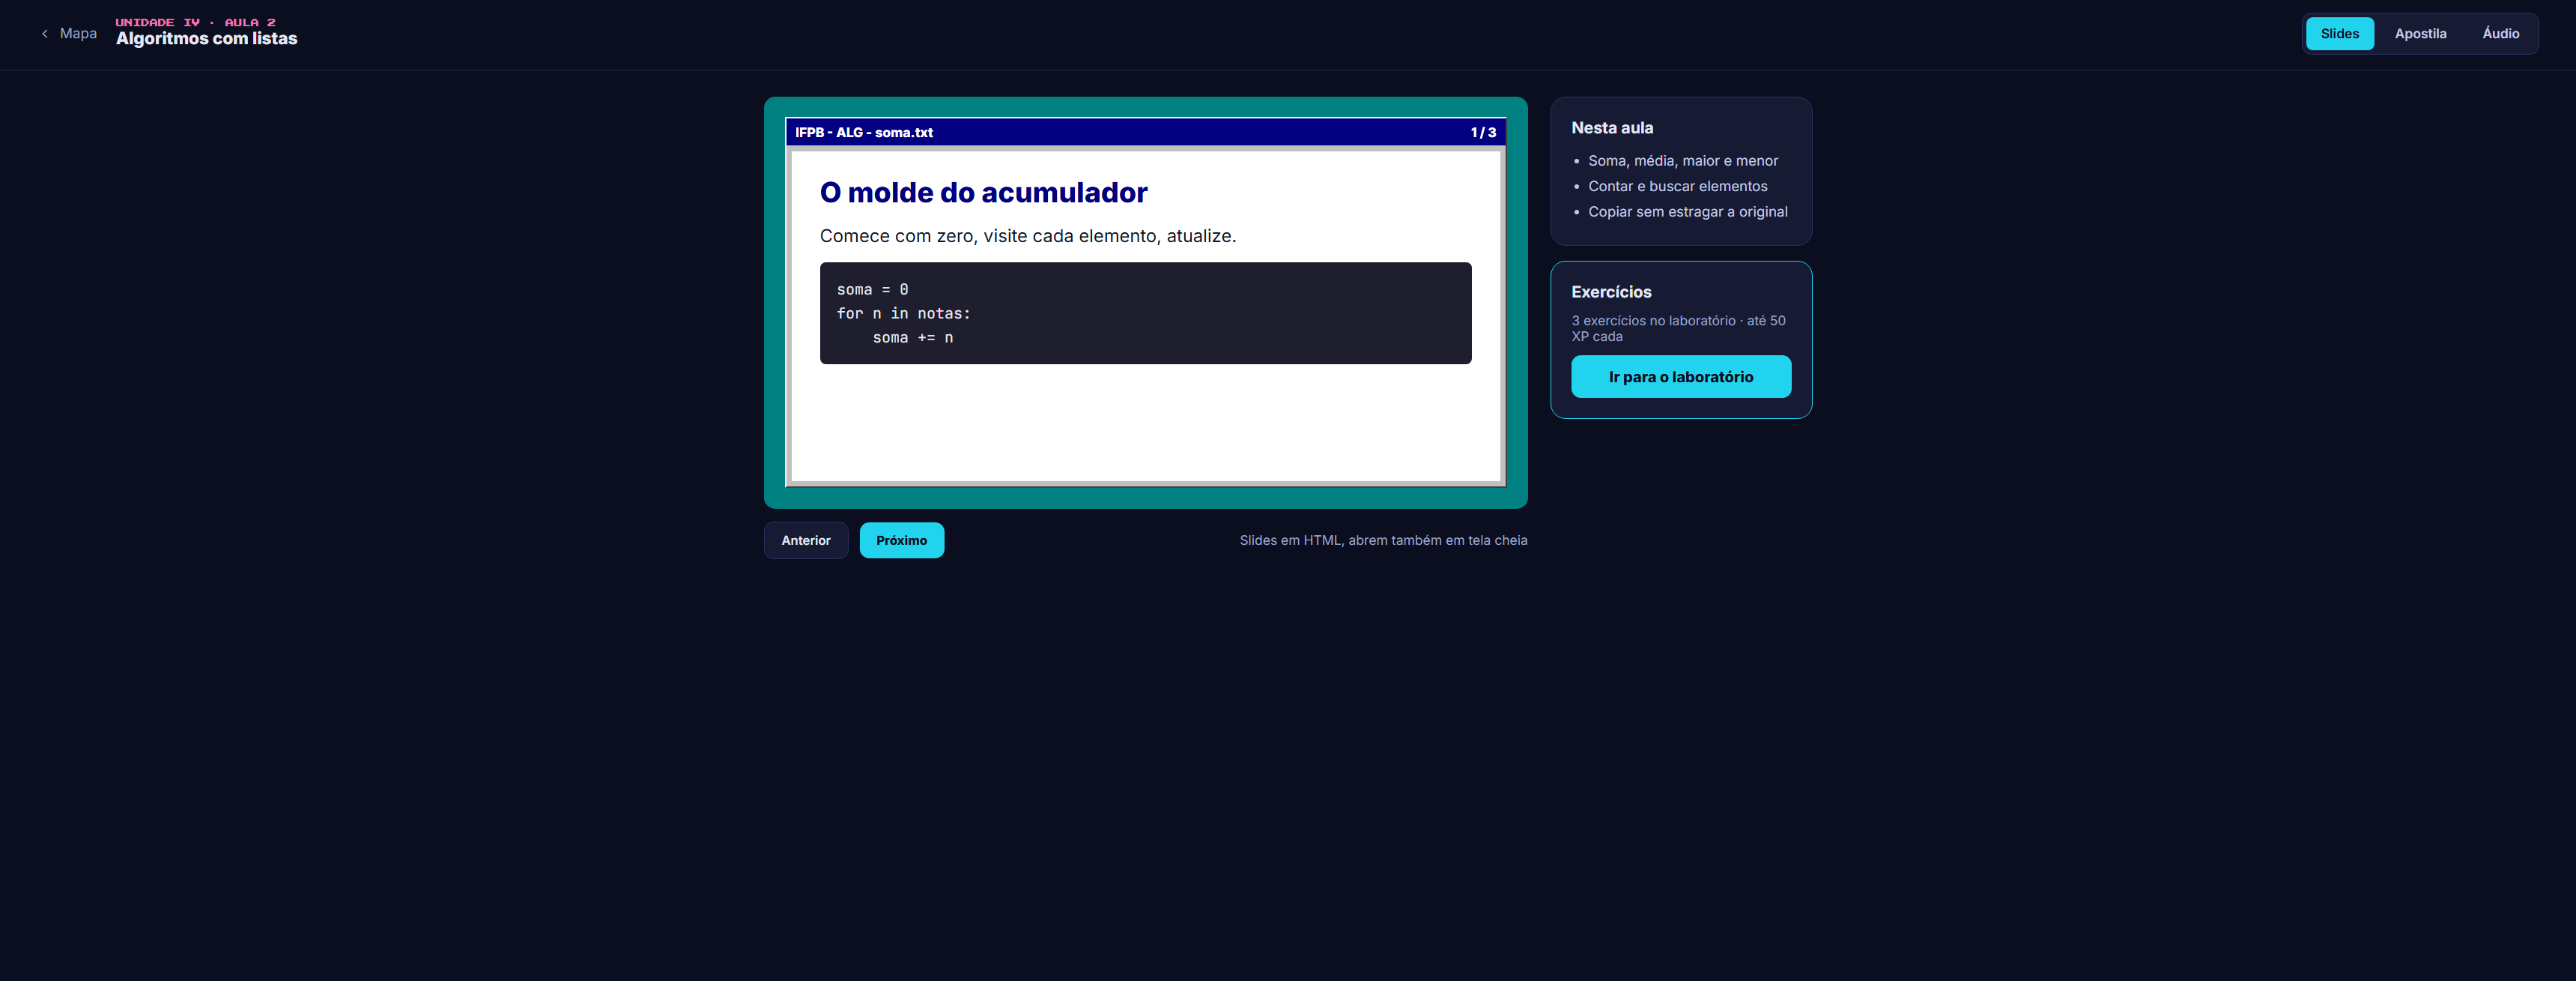 Mapa
UNIDADE IV · AULA 2
Algoritmos com listas
Slides
Apostila
Áudio
IFPB - ALG - soma.txt
1 / 3
O molde do acumulador
Comece com zero, visite cada elemento, atualize.
soma = 0
for n in notas:
    soma += n
Anterior
Próximo
Slides em HTML, abrem também em tela cheia
Nesta aula
Soma, média, maior e menor
Contar e buscar elementos
Copiar sem estragar a original
Exercícios
3 exercícios no laboratório · até 50
XP cada
Ir para o laboratório